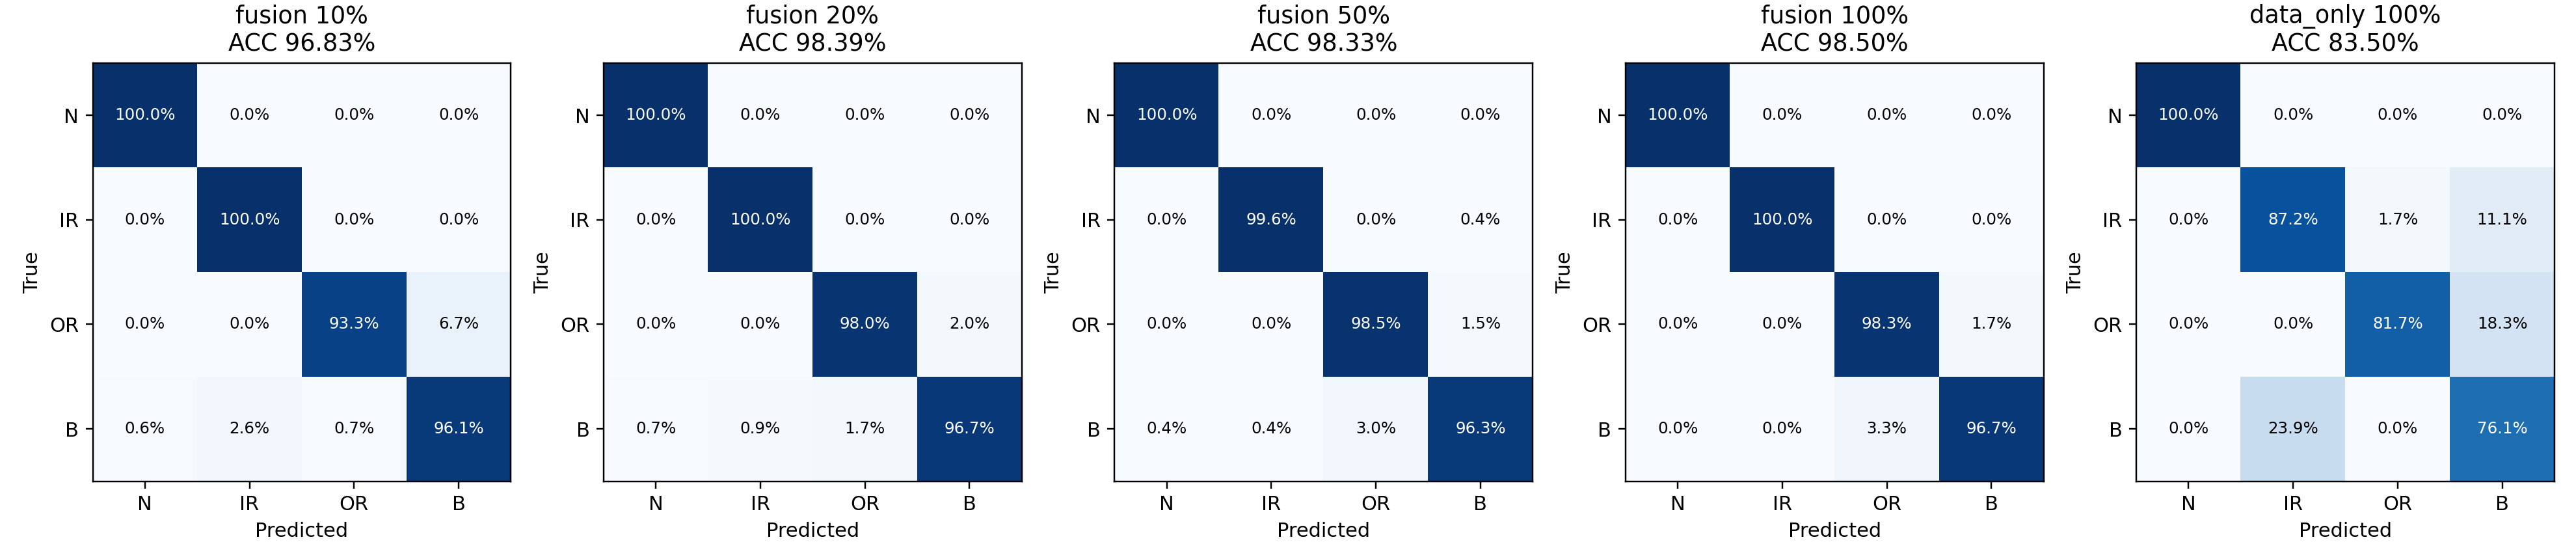 fusion 10%
ACC 96.83%
True
N 100.0% 0.0% 0.0% 0.0%
IR 0.0% 100.0% 0.0% 0.0%
OR 0.0% 0.0% 93.3% 6.7%
B 0.6% 2.6% 0.7% 96.1%
N IR OR B
Predicted
fusion 20%
ACC 98.39%
True
N 100.0% 0.0% 0.0% 0.0%
IR 0.0% 100.0% 0.0% 0.0%
OR 0.0% 0.0% 98.0% 2.0%
B 0.7% 0.9% 1.7% 96.7%
N IR OR B
Predicted
fusion 50%
ACC 98.33%
True
N 100.0% 0.0% 0.0% 0.0%
IR 0.0% 99.6% 0.0% 0.4%
OR 0.0% 0.0% 98.5% 1.5%
B 0.4% 0.4% 3.0% 96.3%
N IR OR B
Predicted
fusion 100%
ACC 98.50%
True
N 100.0% 0.0% 0.0% 0.0%
IR 0.0% 100.0% 0.0% 0.0%
OR 0.0% 0.0% 98.3% 1.7%
B 0.0% 0.0% 3.3% 96.7%
N IR OR B
Predicted
data_only 100%
ACC 83.50%
True
N 100.0% 0.0% 0.0% 0.0%
IR 0.0% 87.2% 1.7% 11.1%
OR 0.0% 0.0% 81.7% 18.3%
B 0.0% 23.9% 0.0% 76.1%
N IR OR B
Predicted